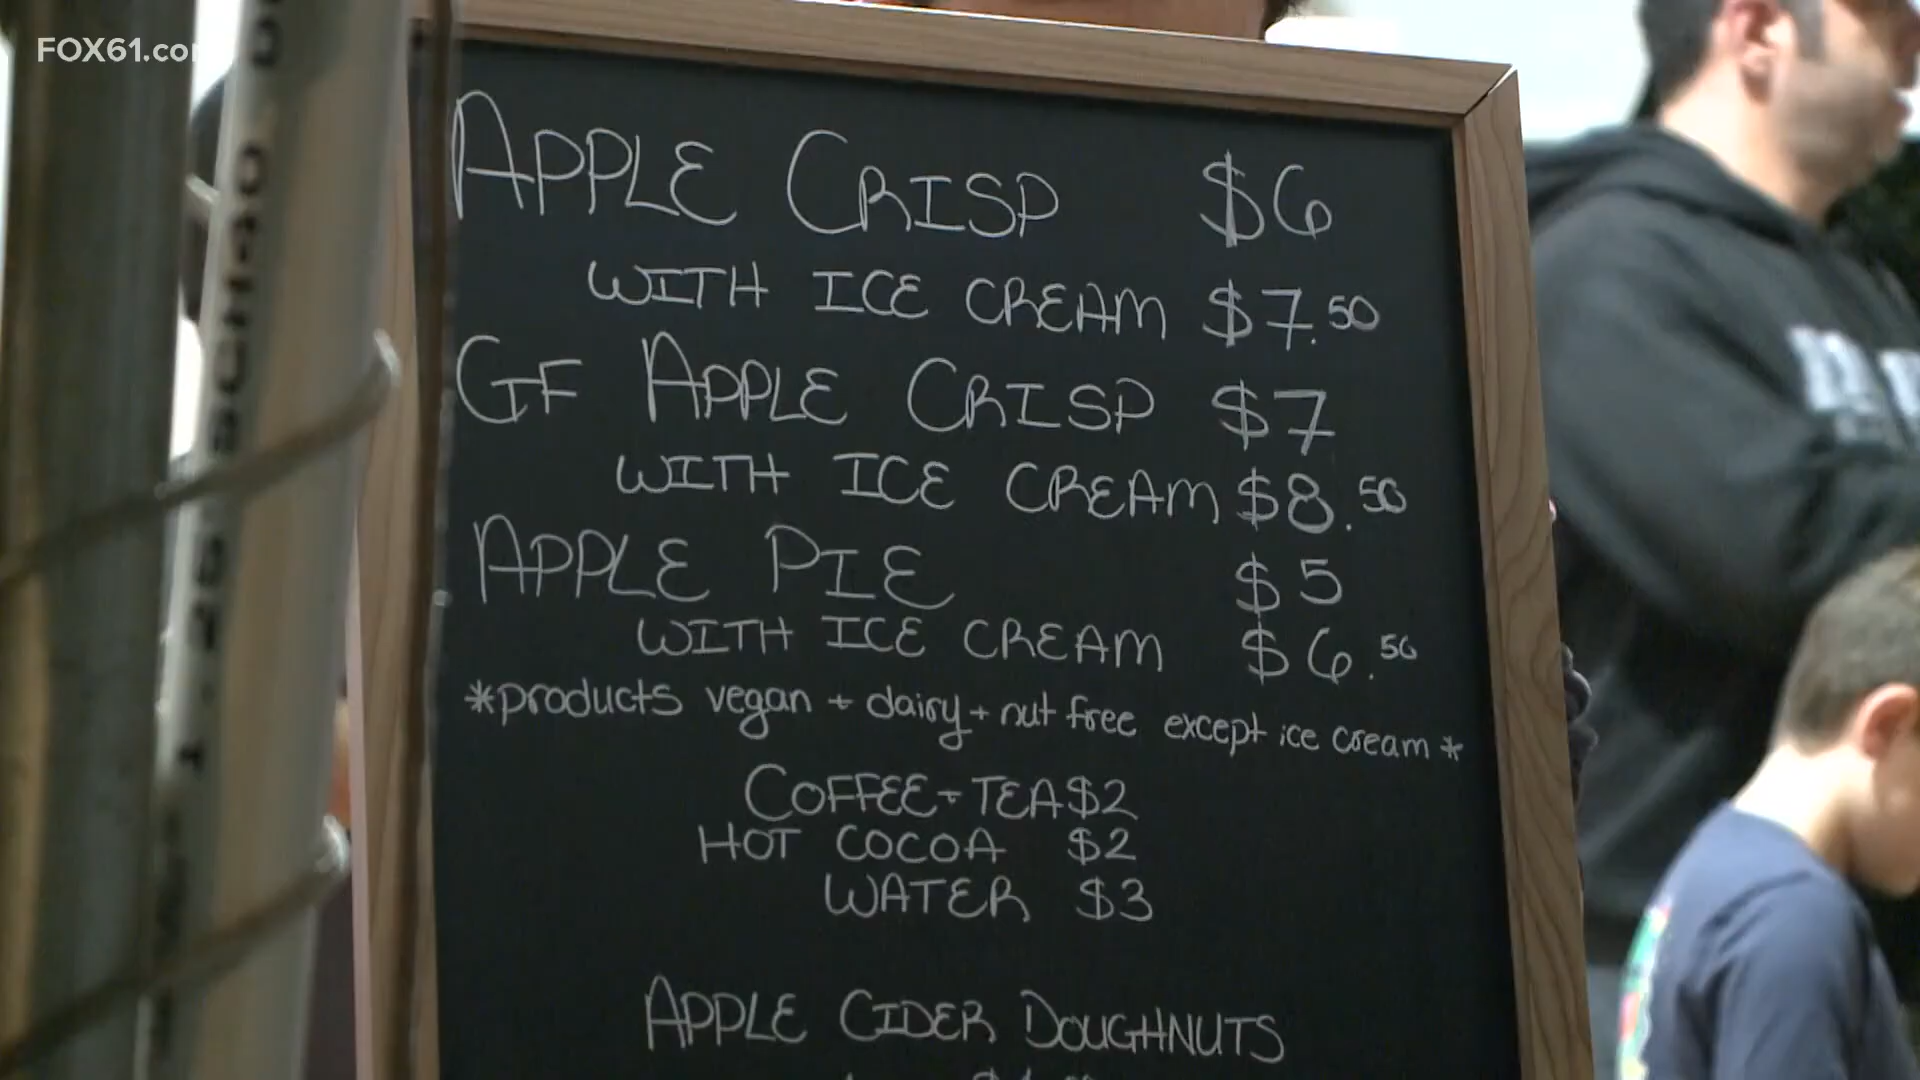 FOX61.com
APPLE CRISP $6
WITH ICE CREAM $7.50
GF APPLE CRISP $7
WITH ICE CREAM $8.50
APPLE PIE $5
WITH ICE CREAM $6.50
*products vegan + dairy + nut free except ice cream*
COFFEE + TEA $2
HOT COCOA $2
WATER $3
APPLE CIDER DOUGHNUTS